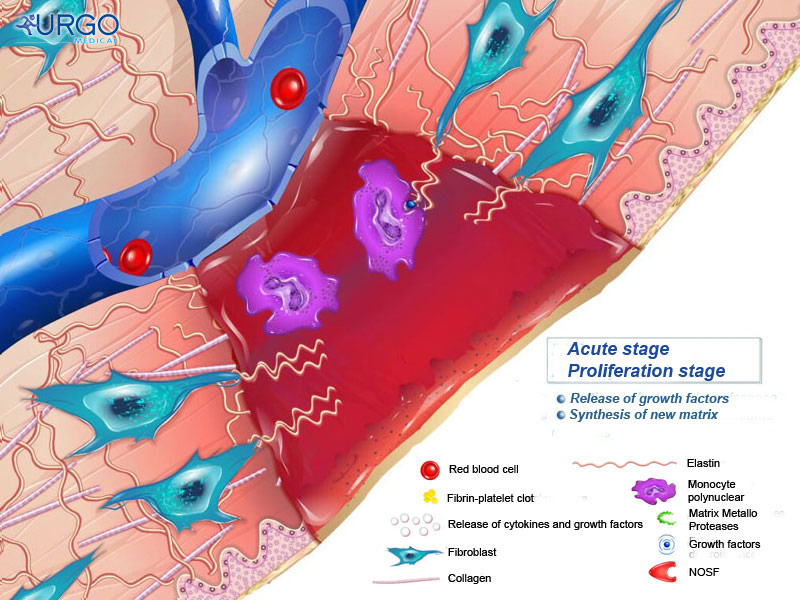 URGO
MEDICAL
Acute stage
Proliferation stage
Release of growth factors
Synthesis of new matrix
Red blood cell
Fibrin-platelet clot
Release of cytokines and growth factors
Fibroblast
Collagen
Elastin
Monocyte
polynuclear
Matrix Metallo
Proteases
Growth factors
NOSF